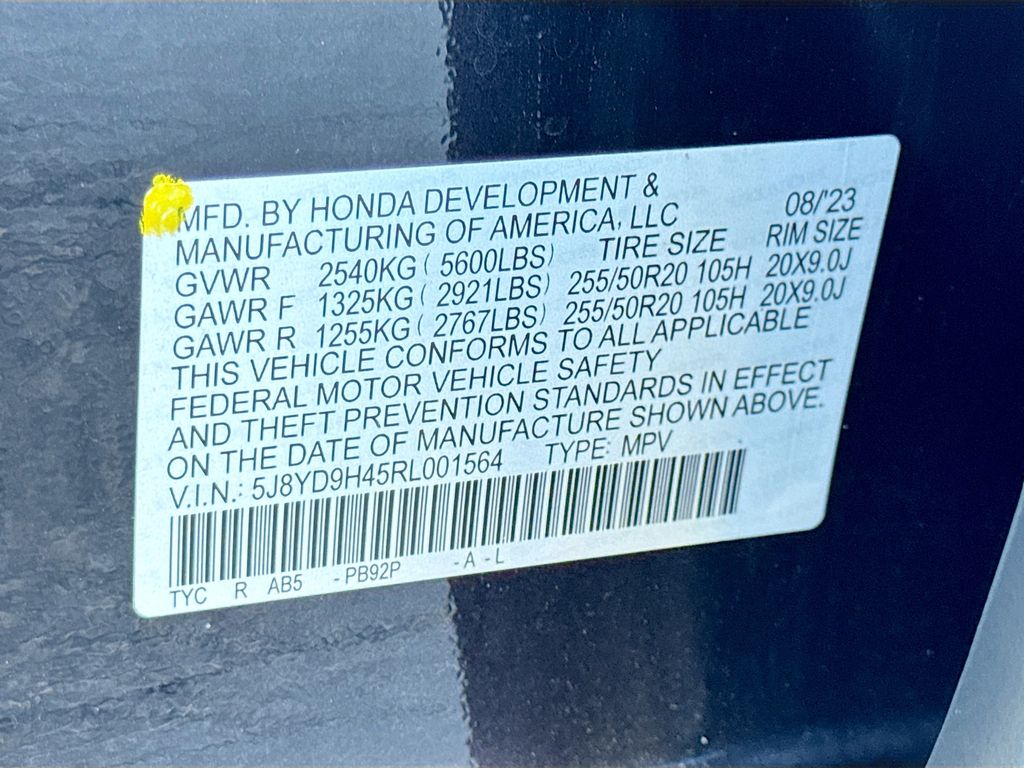 MFD. BY HONDA DEVELOPMENT & 08/'23
MANUFACTURING OF AMERICA, LLC
GVWR 2540KG ( 5600LBS) TIRE SIZE RIM SIZE
GAWR F 1325KG ( 2921LBS) 255/50R20 105H 20X9.0J
GAWR R 1255KG ( 2767LBS) 255/50R20 105H 20X9.0J
THIS VEHICLE CONFORMS TO ALL APPLICABLE
FEDERAL MOTOR VEHICLE SAFETY
AND THEFT PREVENTION STANDARDS IN EFFECT
ON THE DATE OF MANUFACTURE SHOWN ABOVE.
V.I.N.: 5J8YD9H45RL001564 TYPE: MPV
TYC R AB5 -PB92P -A-L